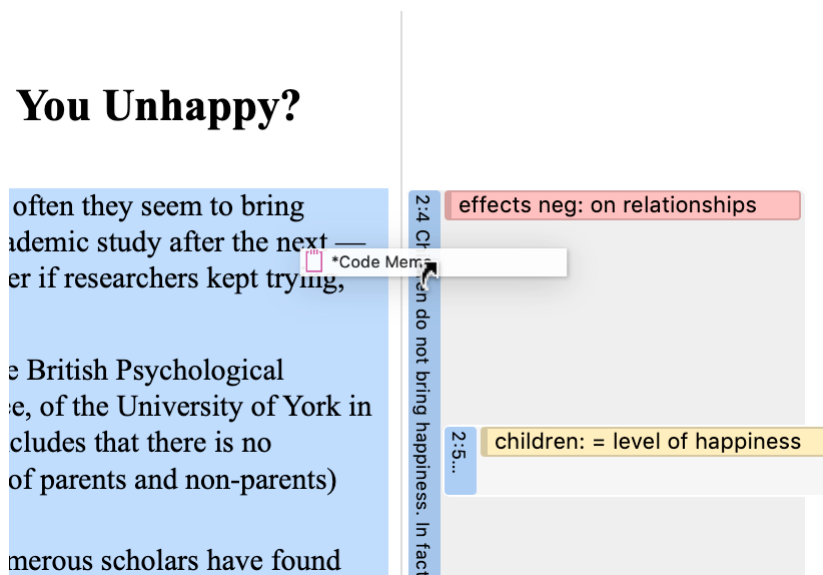 You Unhappy?
often they seem to bring
ademic study after the next —
er if researchers kept trying,
e British Psychological
e, of the University of York in
cludes that there is no
of parents and non-parents)
merous scholars have found
*Code Memo
2:4 Children do not bring happiness. In fact
effects neg: on relationships
2:5...
children: = level of happiness